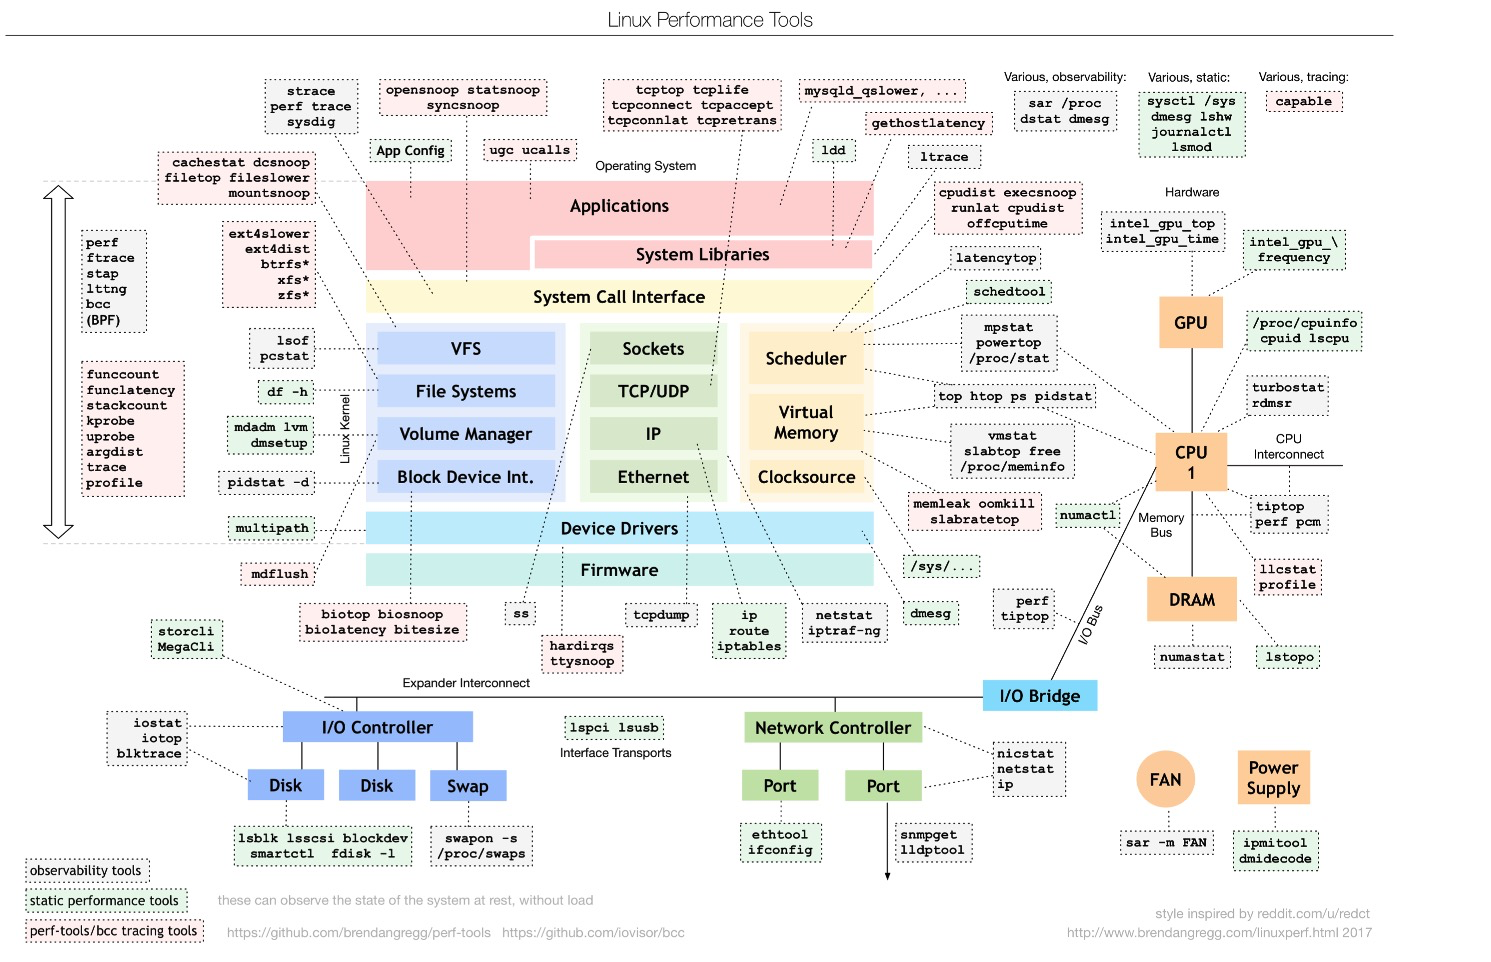 Linux Performance Tools
strace
perf trace
sysdig
opensnoop statsnoop
syncsnoop
tcptop tcplife
tcpconnect tcpaccept
tcpconnlat tcpretrans
mysqld_qslower, ...
gethostlatency
Various, observability:
sar /proc
dstat dmesg
Various, static:
sysctl /sys
dmesg lshw
journalctl
lsmod
Various, tracing:
capable
App Config
ugc ucalls
ldd
ltrace
Operating System
cachestat dcsnoop
filetop fileslower
mountsnoop
cpudist execsnoop
runlat cpudist
offcputime
Hardware
intel_gpu_top
intel_gpu_time
intel_gpu_\
frequency
Applications
System Libraries
System Call Interface
perf
ftrace
stap
lttng
bcc
(BPF)
ext4slower
ext4dist
btrfs*
xfs*
zfs*
latencytop
schedtool
mpstat
powertop
/proc/stat
GPU
/proc/cpuinfo
cpuid lscpu
lsof
pcstat
VFS
Sockets
Scheduler
funccount
funclatency
stackcount
kprobe
uprobe
argdist
trace
profile
df -h
File Systems
TCP/UDP
top htop ps pidstat
turbostat
rdmsr
Linux Kernel
mdadm lvm
dmsetup
Volume Manager
IP
Virtual
Memory
vmstat
slabtop free
/proc/meminfo
CPU
1
CPU
Interconnect
pidstat -d
Block Device Int.
Ethernet
Clocksource
memleak oomkill
slabratetop
numactl
Memory
Bus
tiptop
perf pcm
multipath
Device Drivers
mdflush
Firmware
/sys/...
llcstat
profile
DRAM
biotop biosnoop
biolatency bitesize
ss
hardirqs
ttysnoop
tcpdump
ip
route
iptables
netstat
iptraf-ng
dmesg
perf
tiptop
I/O Bus
numastat
lstopo
storcli
MegaCli
Expander Interconnect
I/O Bridge
iostat
iotop
blktrace
I/O Controller
lspci lsusb
Interface Transports
Network Controller
nicstat
netstat
ip
Disk
Disk
Swap
Port
Port
FAN
Power
Supply
lsblk lsscsi blockdev
smartctl  fdisk -l
swapon -s
/proc/swaps
ethtool
ifconfig
snmpget
lldptool
sar -m FAN
ipmitool
dmidecode
observability tools
static performance tools
these can observe the state of the system at rest, without load
perf-tools/bcc tracing tools
https://github.com/brendangregg/perf-tools
https://github.com/iovisor/bcc
style inspired by reddit.com/u/redct
http://www.brendangregg.com/linuxperf.html 2017